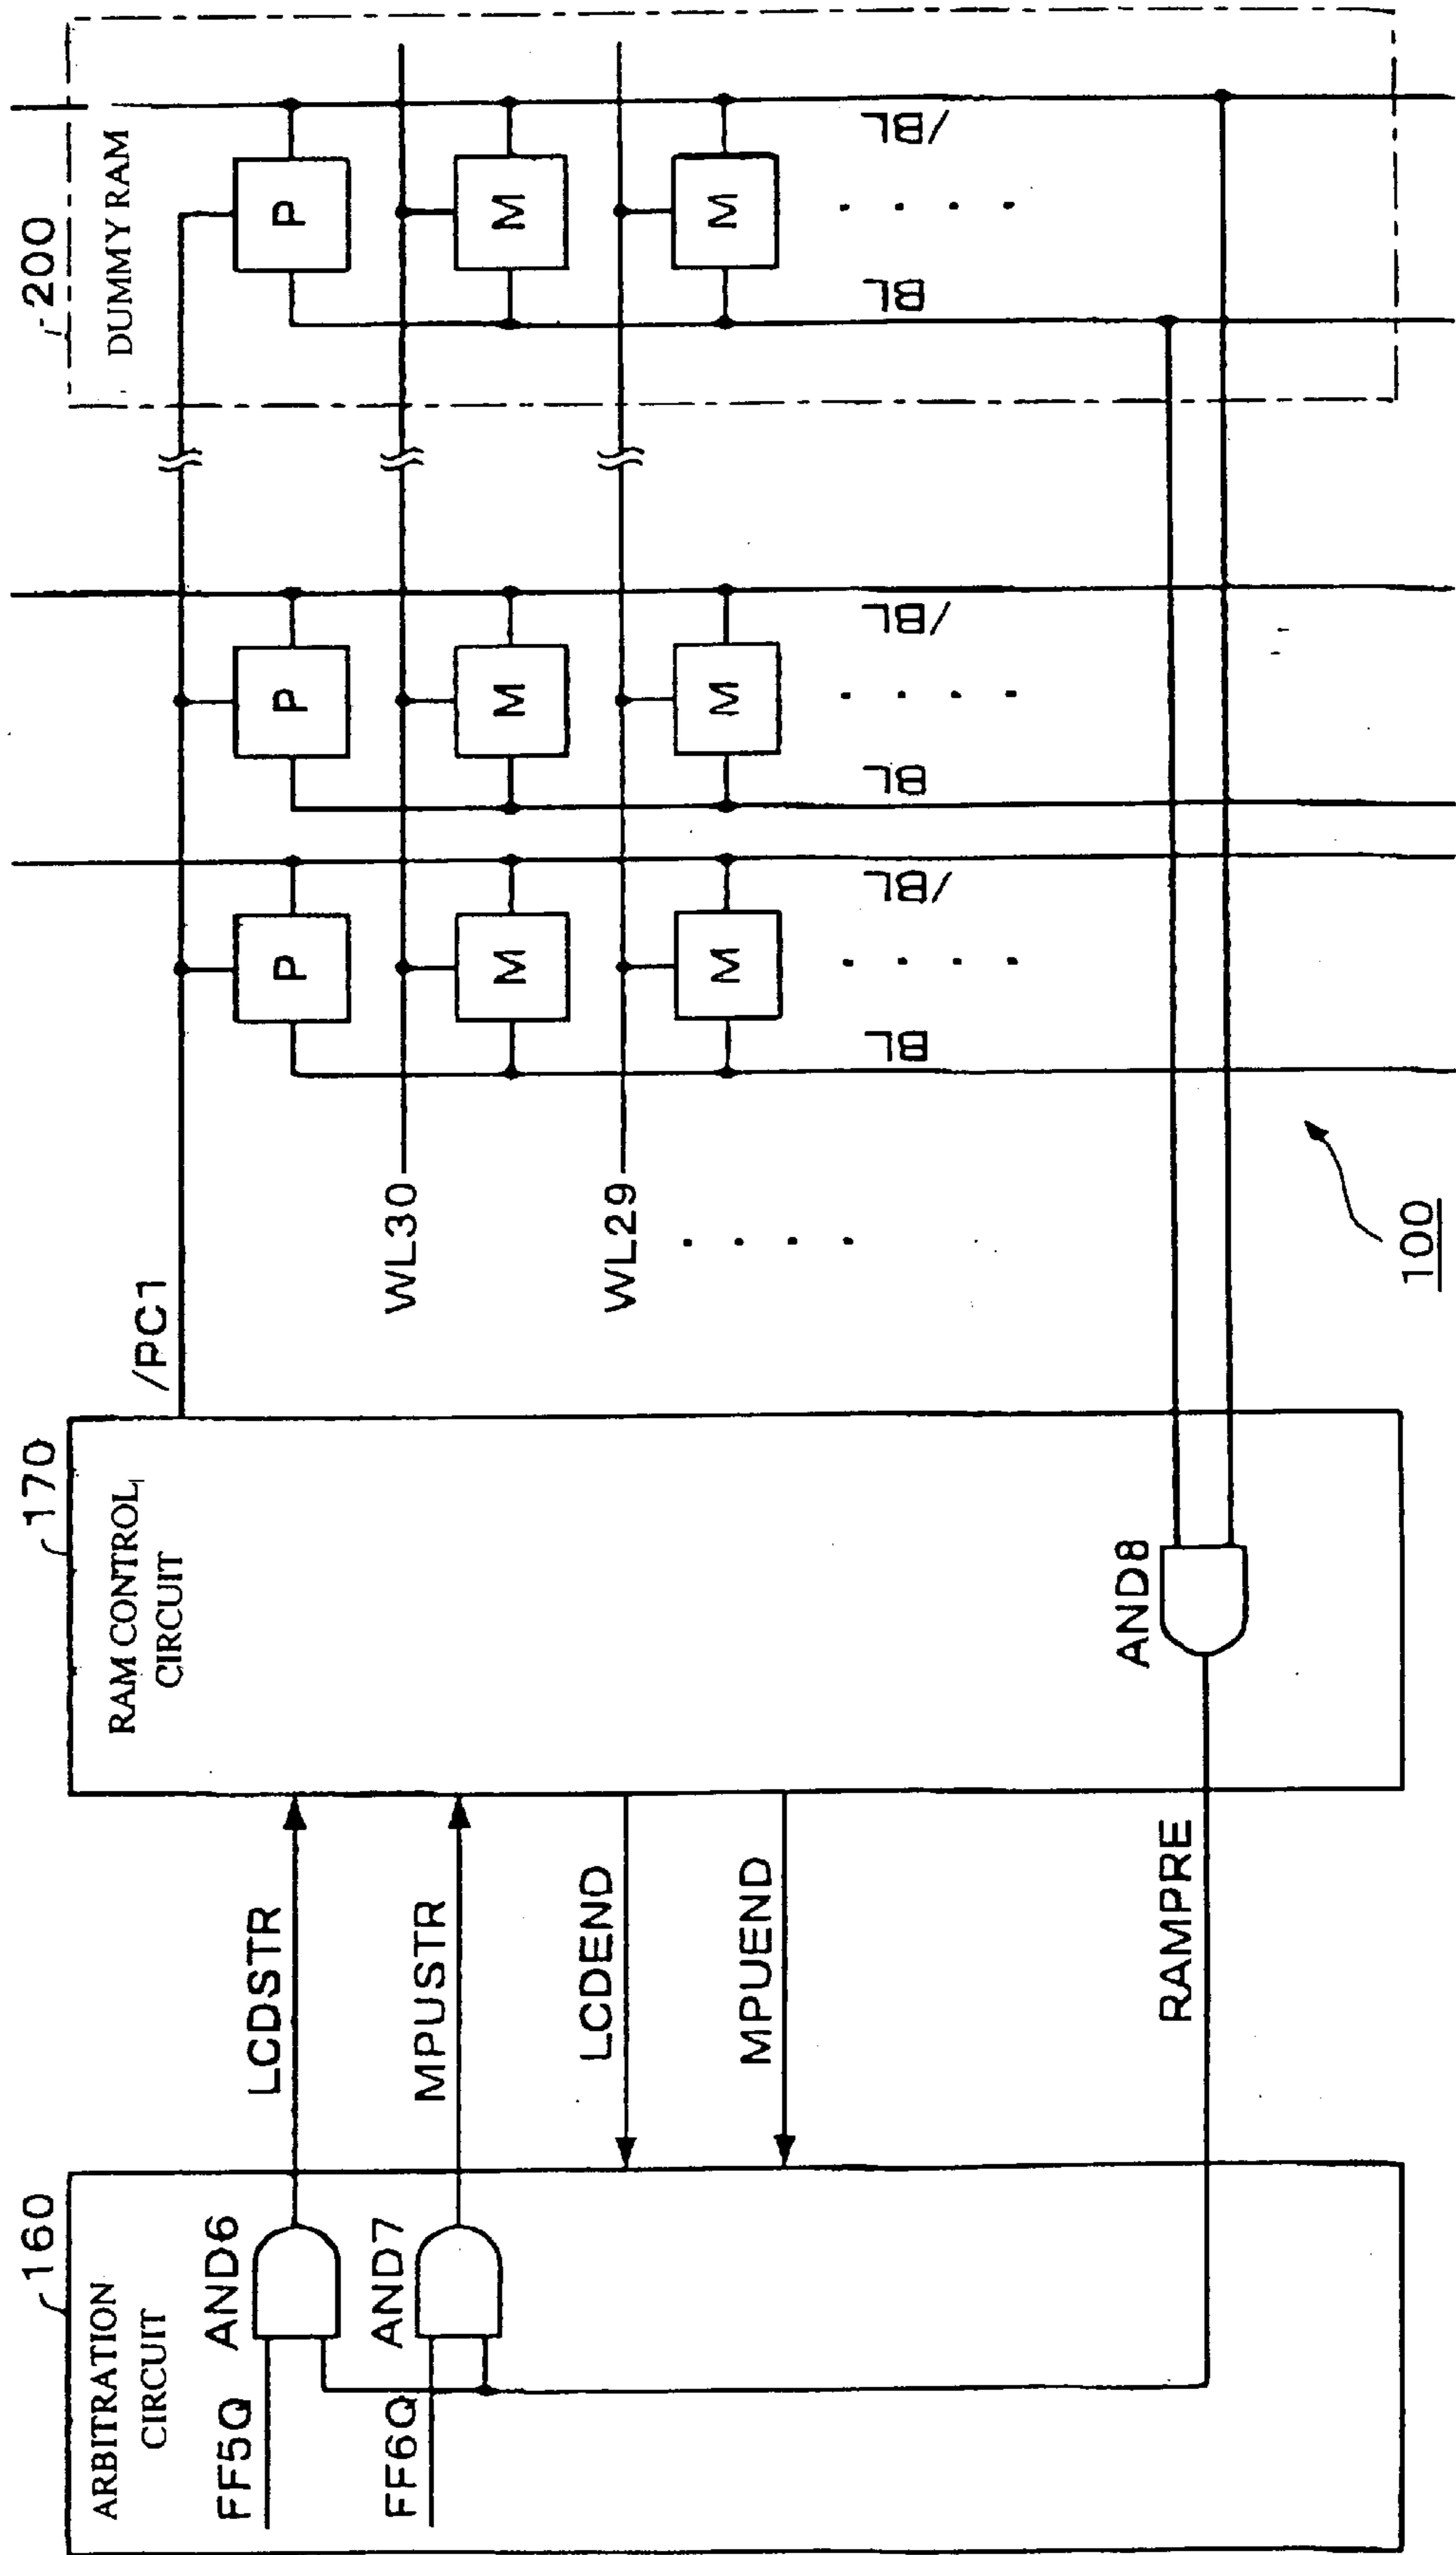 160
ARBITRATION
CIRCUIT
FF5Q
AND6
FF6Q
AND7
LCDSTR
MPUSTR
LCDEND
MPUEND
RAMPRE
170
RAM CONTROL
CIRCUIT
AND8
/PC1
WL30
WL29
100
P
M
M
BL
/BL
P
M
M
BL
/BL
200
DUMMY RAM
P
M
M
BL
/BL